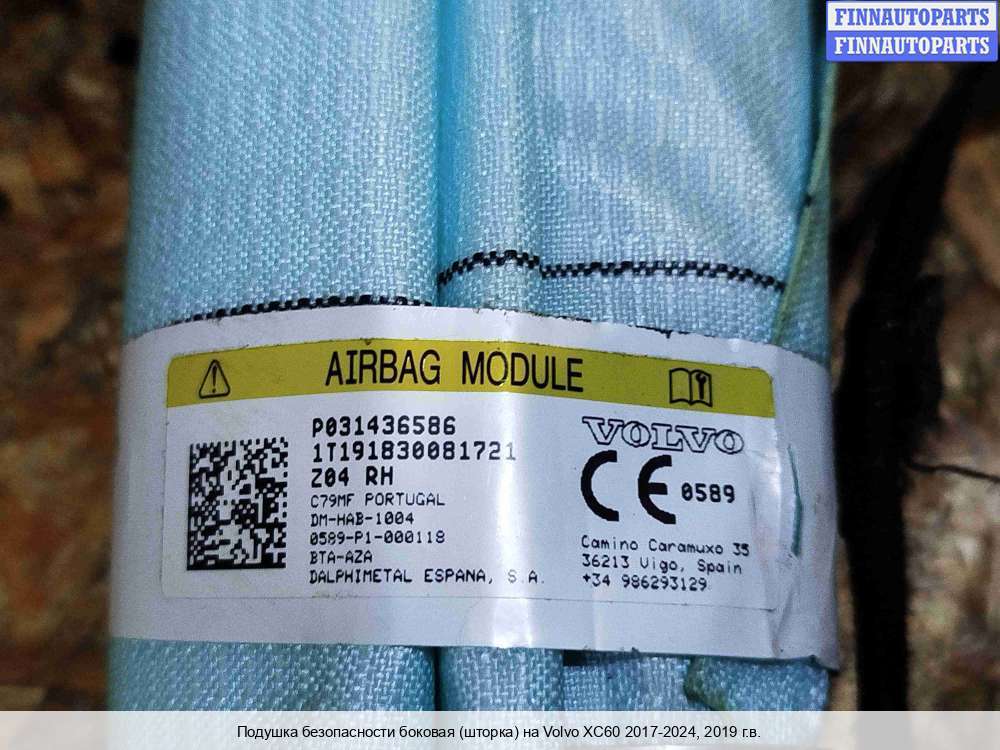 FINNAUTOPARTS
FINNAUTOPARTS
AIRBAG MODULE
P031436586
1T191830081721
Z04 RH
C79MF PORTUGAL
DM-HAB-1004
0589-P1-000118
BTA-AZA
DALPHIMETAL ESPANA, S.A.
VOLVO
CE 0589
Camino Caramuxo 35
36213 Vigo, Spain
+34 986293129
Подушка безопасности боковая (шторка) на Volvo XC60 2017-2024, 2019 г.в.